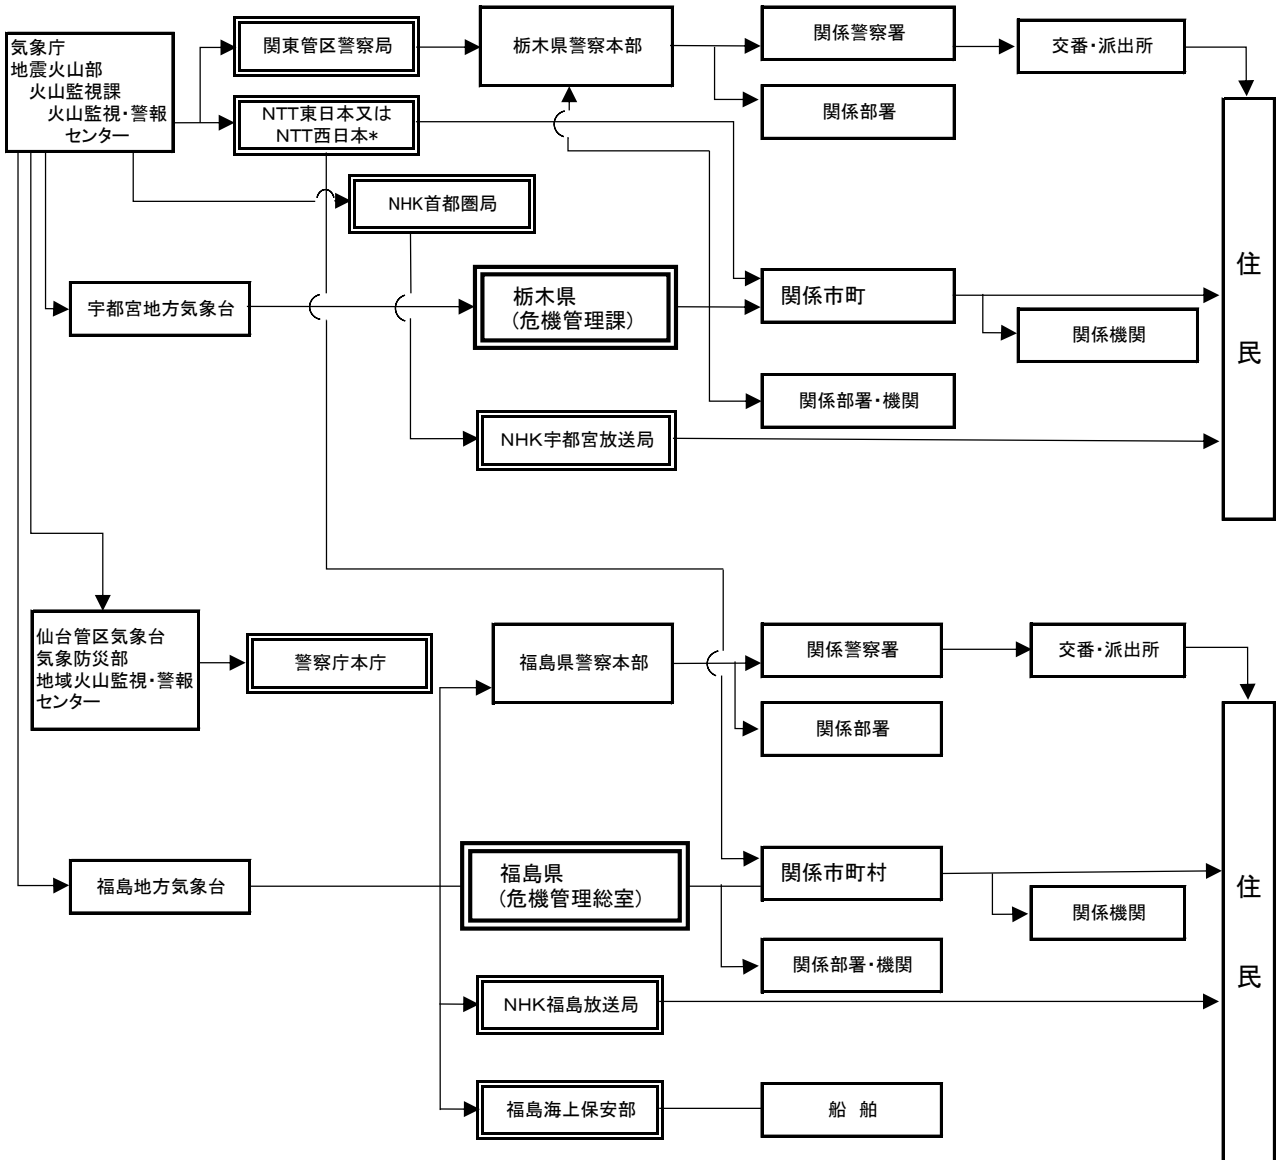 気象庁
地震火山部
火山監視課
火山監視・警報
センター
関東管区警察局
栃木県警察本部
関係警察署
交番・派出所
関係部署
NTT東日本又は
NTT西日本*
NHK首都圏局
宇都宮地方気象台
栃木県
(危機管理課)
関係市町
関係機関
関係部署・機関
NHK宇都宮放送局
住
民
仙台管区気象台
気象防災部
地域火山監視・警報
センター
警察庁本庁
福島県警察本部
関係警察署
交番・派出所
関係部署
福島地方気象台
福島県
(危機管理総室)
関係市町村
関係機関
関係部署・機関
NHK福島放送局
福島海上保安部
船 舶
住
民